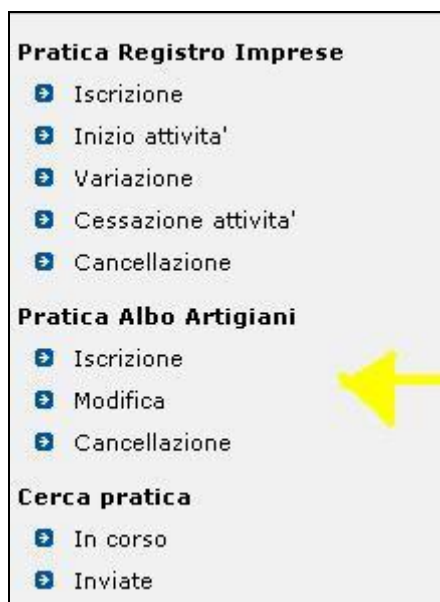 Pratica Registro Imprese
Iscrizione
Inizio attivita'
Variazione
Cessazione attivita'
Cancellazione
Pratica Albo Artigiani
Iscrizione
Modifica
Cancellazione
Cerca pratica
In corso
Inviate